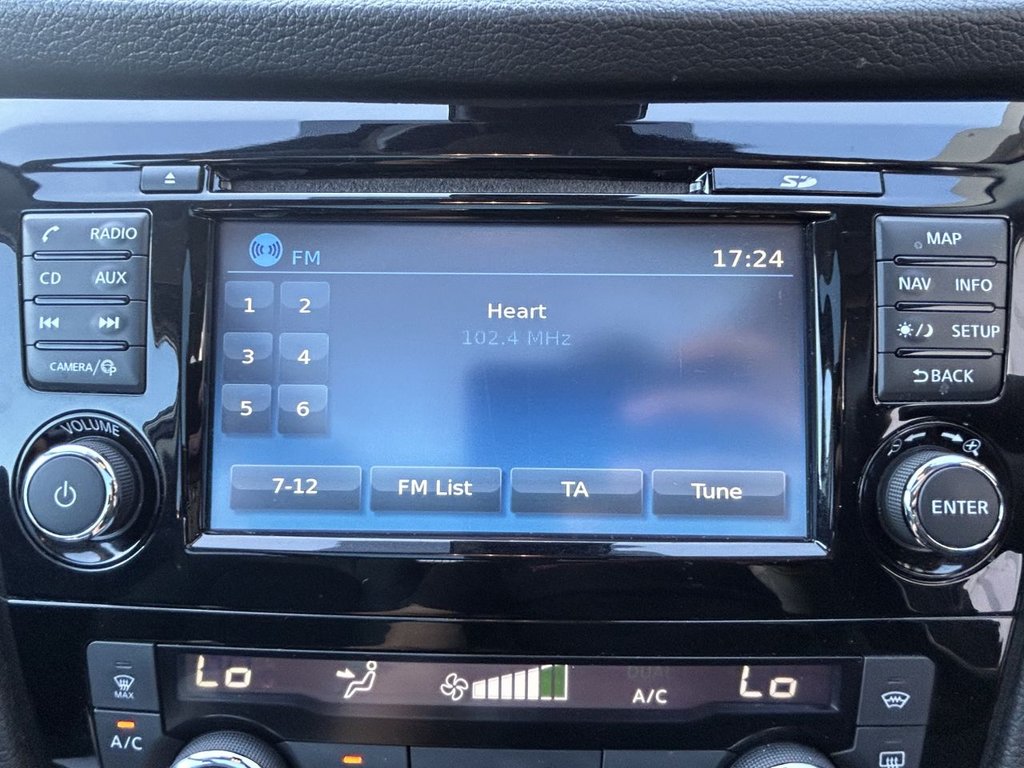 SD
RADIO
CD AUX
CAMERA/
VOLUME
FM
17:24
1 2
3 4
5 6
Heart
102.4 MHz
7-12
FM List
TA
Tune
MAP
NAV INFO
SETUP
BACK
ENTER
MAX
A/C
Lo
A/C
Lo